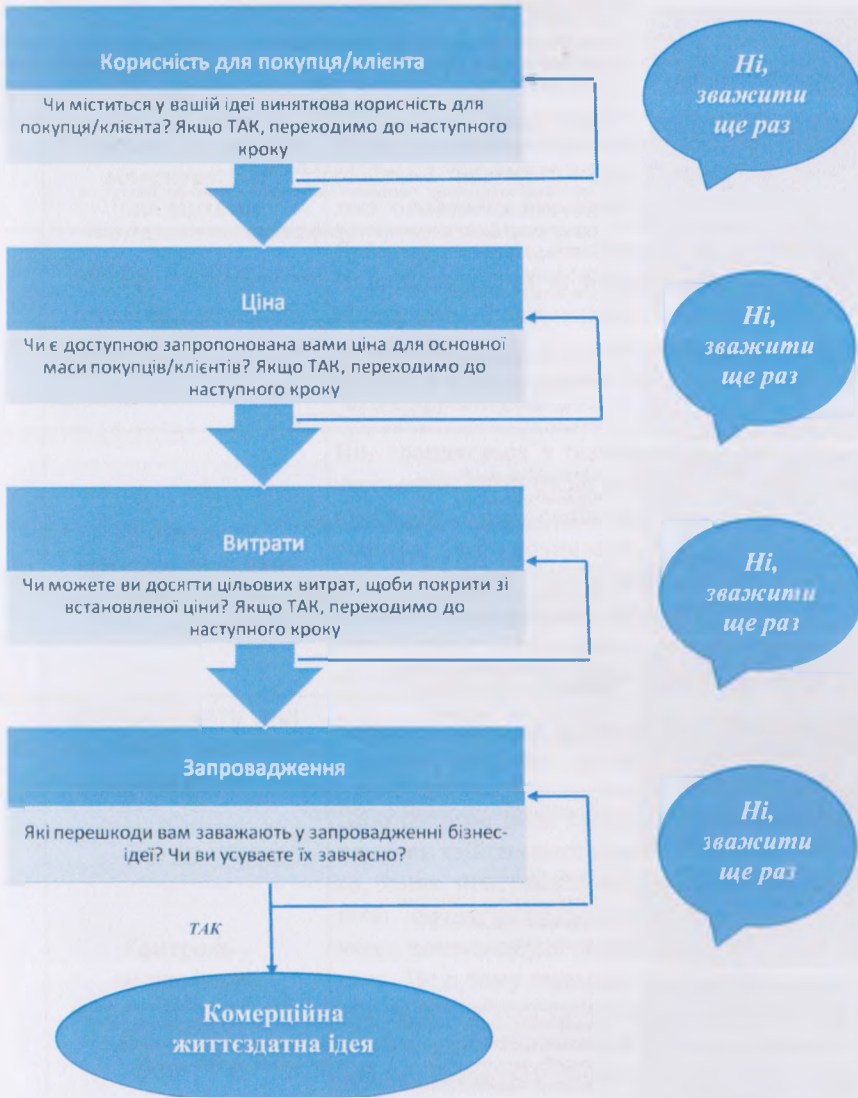 Корисність для покупця/клієнта
Чи міститься у вашій ідеї виняткова корисність для
покупця/клієнта? Якщо ТАК, переходимо до наступного
кроку
Ні,
зважити
ще раз
Ціна
Чи є доступною запропонована вами ціна для основної
маси покупців/клієнтів? Якщо ТАК, переходимо до
наступного кроку
Ні,
зважити
ще раз
Витрати
Чи можете ви досягти цільових витрат, щоби покрити зі
встановленої ціни? Якщо ТАК, переходимо до
наступного кроку
Ні,
зважити
ще раз
Запровадження
Які перешкоди вам заважають у запровадженні бізнес-
ідеї? Чи ви усуваєте їх завчасно?
Ні,
зважити
ще раз
ТАК
Комерційна
життєздатна ідея